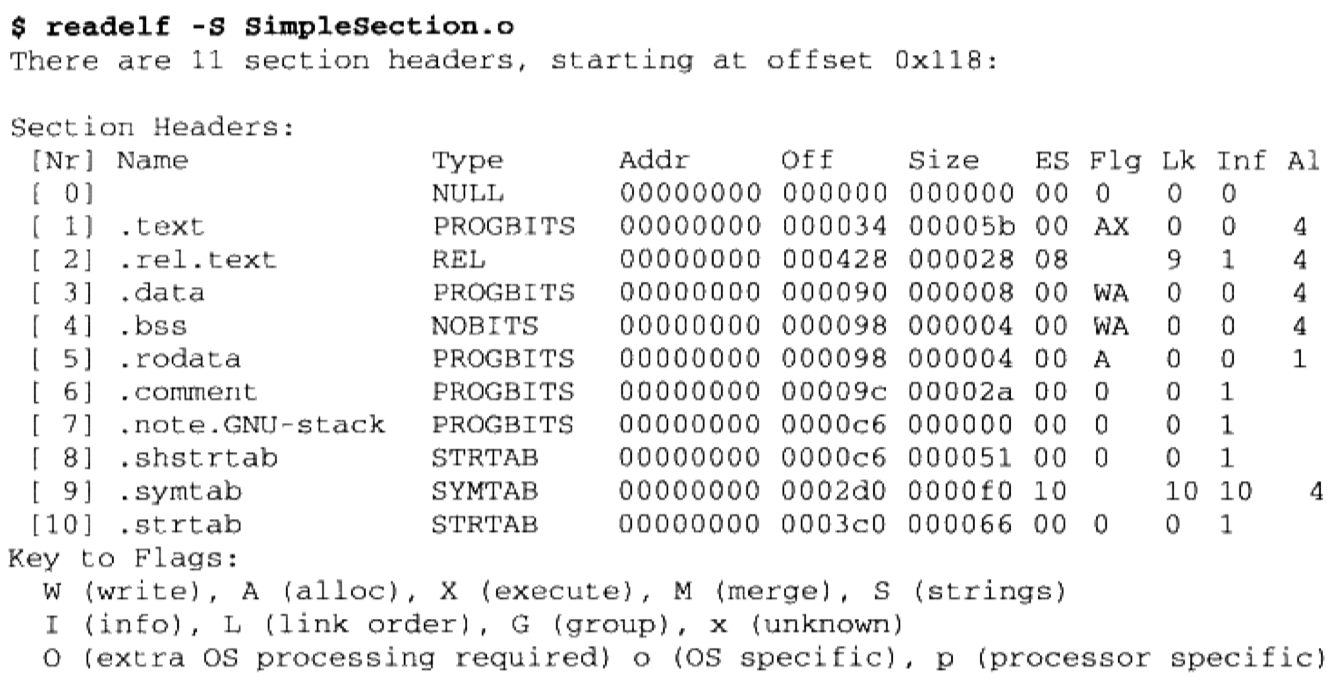 $ readelf -S SimpleSection.o
There are 11 section headers, starting at offset 0x118:
Section Headers:
[Nr] Name Type Addr Off Size ES Flg Lk Inf Al
[ 0] NULL 00000000 000000 000000 00 0 0 0
[ 1] .text PROGBITS 00000000 000034 00005b 00 AX 0 0 4
[ 2] .rel.text REL 00000000 000428 000028 08 9 1 4
[ 3] .data PROGBITS 00000000 000090 000008 00 WA 0 0 4
[ 4] .bss NOBITS 00000000 000098 000004 00 WA 0 0 4
[ 5] .rodata PROGBITS 00000000 000098 000004 00 A 0 0 1
[ 6] .comment PROGBITS 00000000 00009c 00002a 00 0 0 1
[ 7] .note.GNU-stack PROGBITS 00000000 0000c6 000000 00 0 0 1
[ 8] .shstrtab STRTAB 00000000 0000c6 000051 00 0 0 1
[ 9] .symtab SYMTAB 00000000 0002d0 0000f0 10 10 10 4
[10] .strtab STRTAB 00000000 0003c0 000066 00 0 0 1
Key to Flags:
W (write), A (alloc), X (execute), M (merge), S (strings)
I (info), L (link order), G (group), x (unknown)
O (extra OS processing required) o (OS specific), p (processor specific)